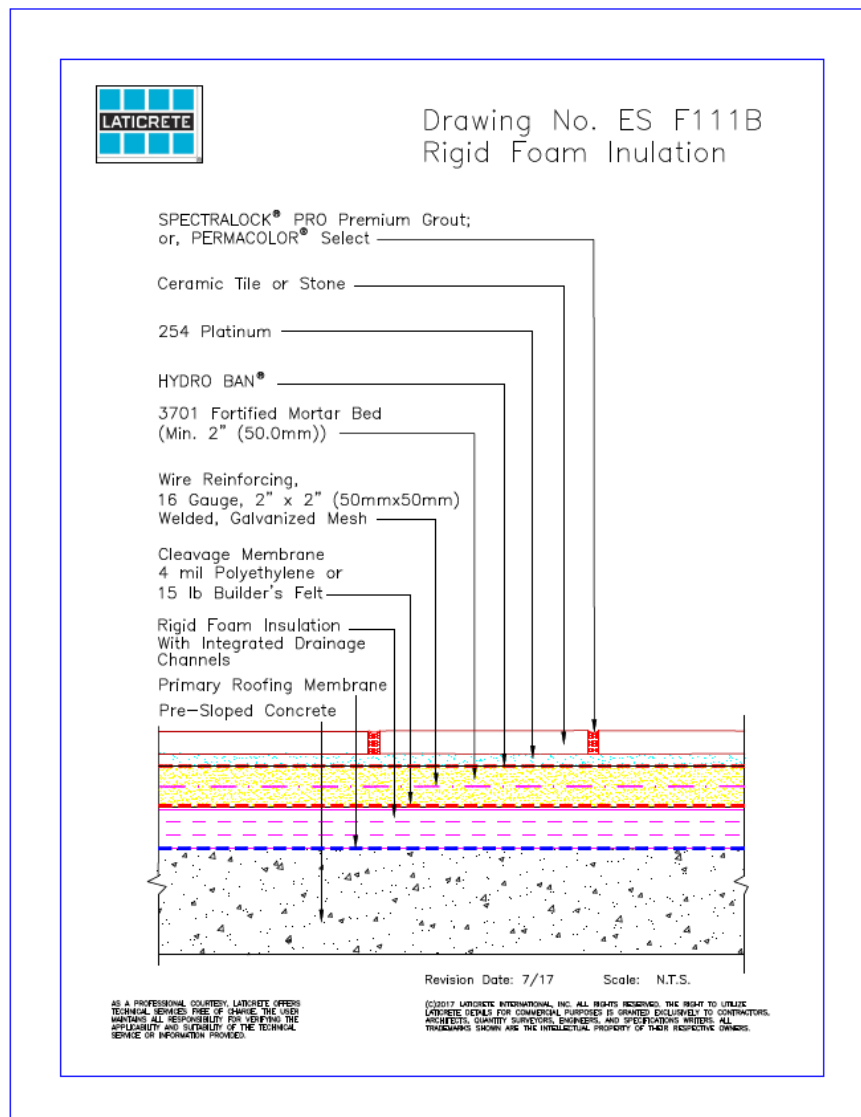 LATICRETE
Drawing No. ES F111B
Rigid Foam Inulation
SPECTRALOCK® PRO Premium Grout;
or, PERMACOLOR® Select
Ceramic Tile or Stone
254 Platinum
HYDRO BAN®
3701 Fortified Mortar Bed
(Min. 2" (50.0mm))
Wire Reinforcing,
16 Gauge, 2" x 2" (50mmx50mm)
Welded, Galvanized Mesh
Cleavage Membrane
4 mil Polyethylene or
15 lb Builder's Felt
Rigid Foam Insulation
With Integrated Drainage
Channels
Primary Roofing Membrane
Pre-Sloped Concrete
Revision Date: 7/17 Scale: N.T.S.
AS A PROFESSIONAL COURTESY, LATICRETE OFFERS
TECHNICAL SERVICES FREE OF CHARGE. THE USER
MAINTAINS ALL RESPONSIBILITY FOR VERIFYING THE
APPLICABILITY AND SUITABILITY OF THE TECHNICAL
SERVICE OR INFORMATION PROVIDED.
(C)2017 LATICRETE INTERNATIONAL, INC. ALL RIGHTS RESERVED. THE RIGHT TO UTILIZE
LATICRETE DETAILS FOR COMMERCIAL PURPOSES IS GRANTED EXCLUSIVELY TO CONTRACTORS,
ARCHITECTS, QUANTITY SURVEYORS, ENGINEERS, AND SPECIFICATIONS WRITERS. ALL
TRADEMARKS SHOWN ARE THE INTELLECTUAL PROPERTY OF THEIR RESPECTIVE OWNERS.